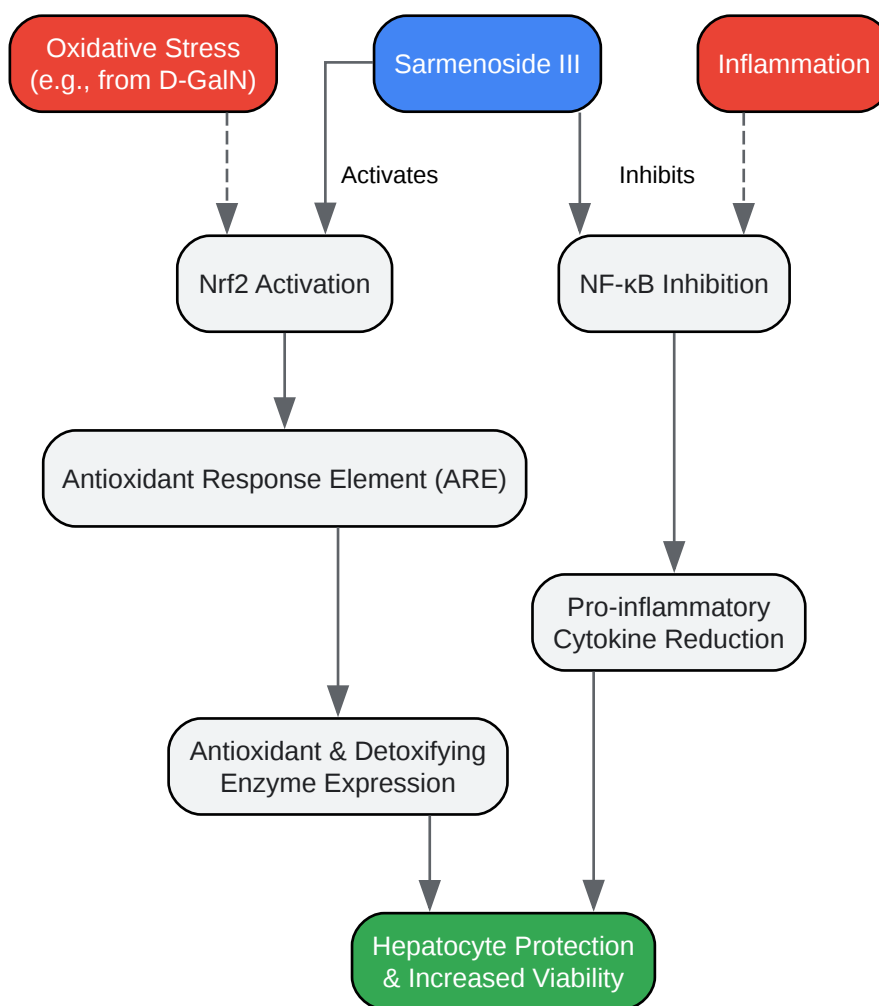 Oxidative Stress
(e.g., from D-GalN)
Sarmenoside III
Inflammation
Activates
Inhibits
Nrf2 Activation
NF-κB Inhibition
Antioxidant Response Element (ARE)
Pro-inflammatory
Cytokine Reduction
Antioxidant & Detoxifying
Enzyme Expression
Hepatocyte Protection
& Increased Viability